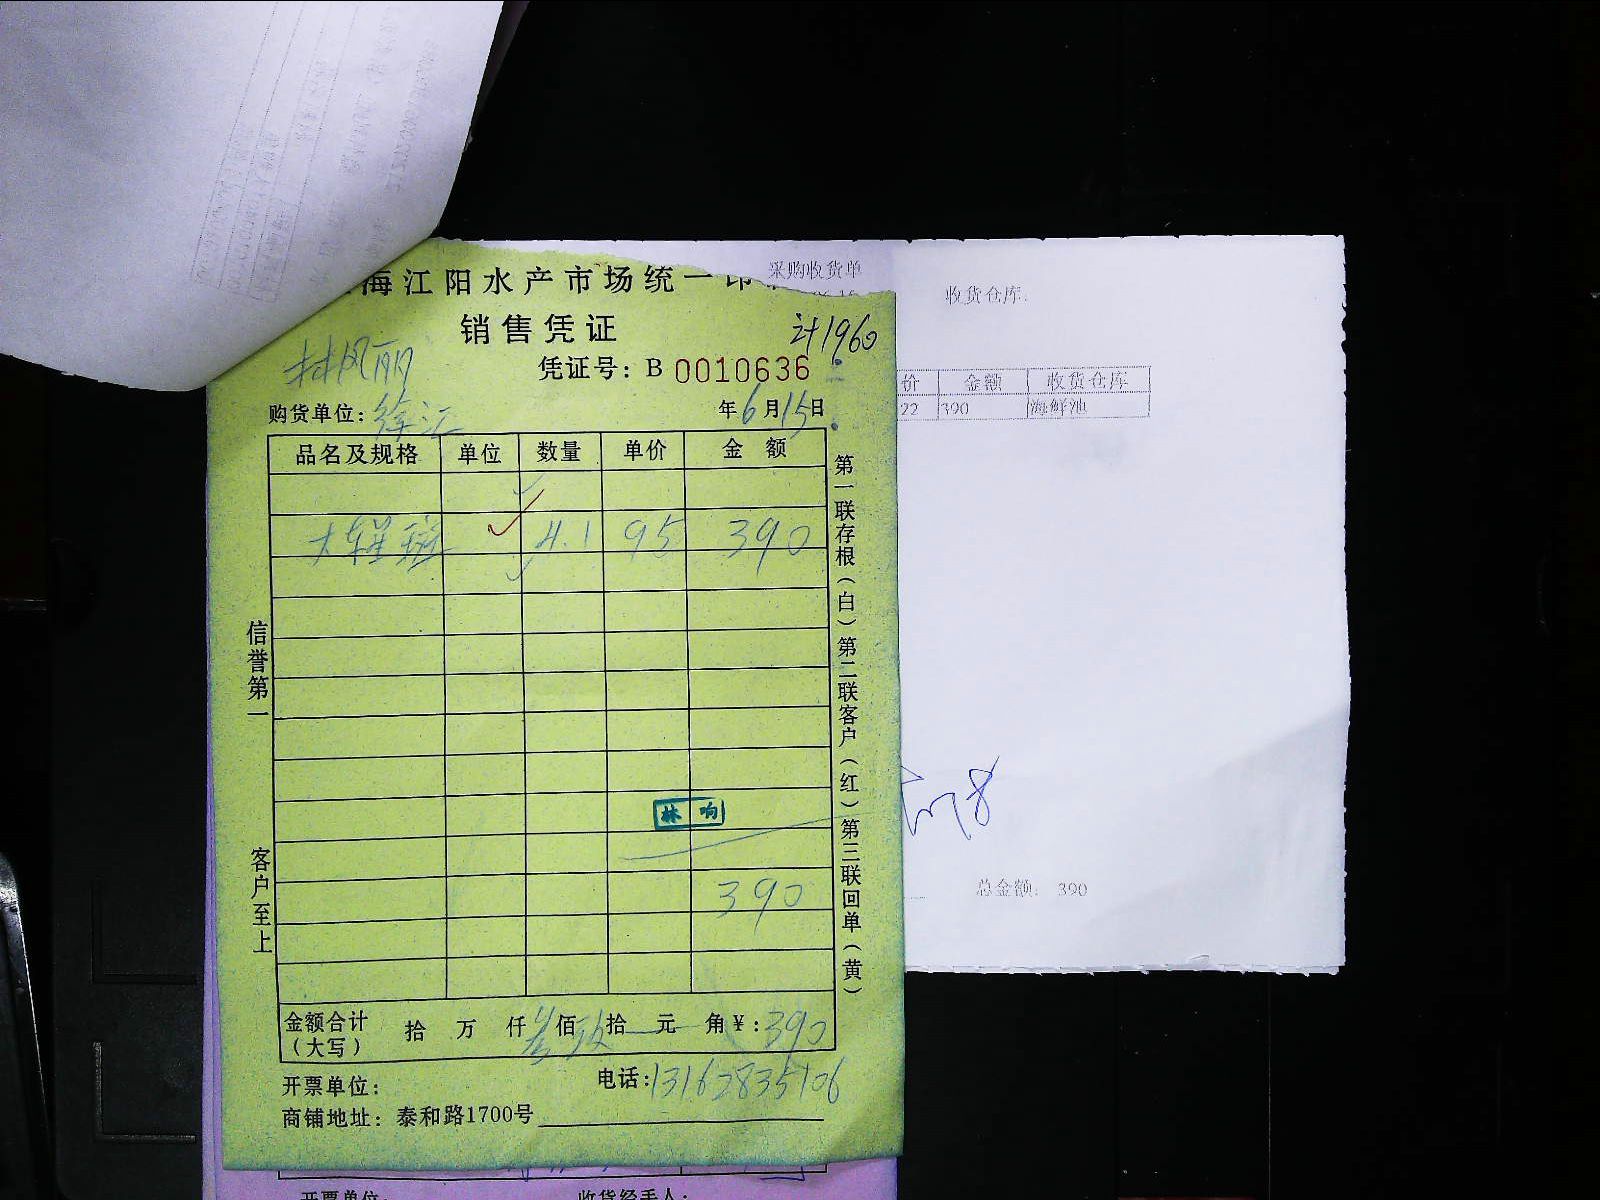 海江阳水产市场统一印
销售凭证
计1960
林凤丽
凭证号: B 0010636
购货单位: 徐汇
年6月15日
品名及规格 单位 数量 单价 金额
4.1 95 390
林响
390
金额合计(大写) 拾 万 仟 叁佰 玖拾 元 角 ¥: 390
开票单位:
电话: 13162835106
商铺地址: 泰和路1700号
信誉第一
客户至上
第一联存根(白)第二联客户(红)第三联回单(黄)
采购收货单
收货仓库:
价 金额 收货仓库
22 390 海鲜池
总金额: 390
开票单位:
收货经手人: